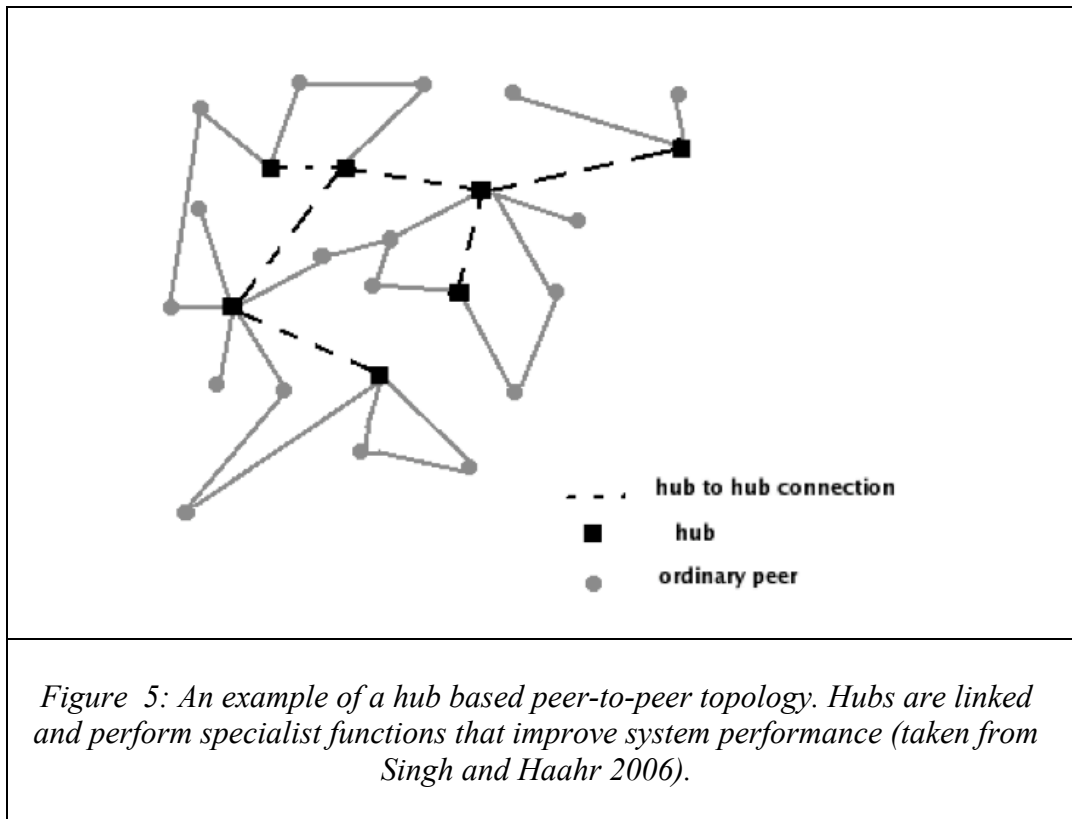 hub to hub connection
hub
ordinary peer
Figure 5: An example of a hub based peer-to-peer topology. Hubs are linked
and perform specialist functions that improve system performance (taken from
Singh and Haahr 2006).